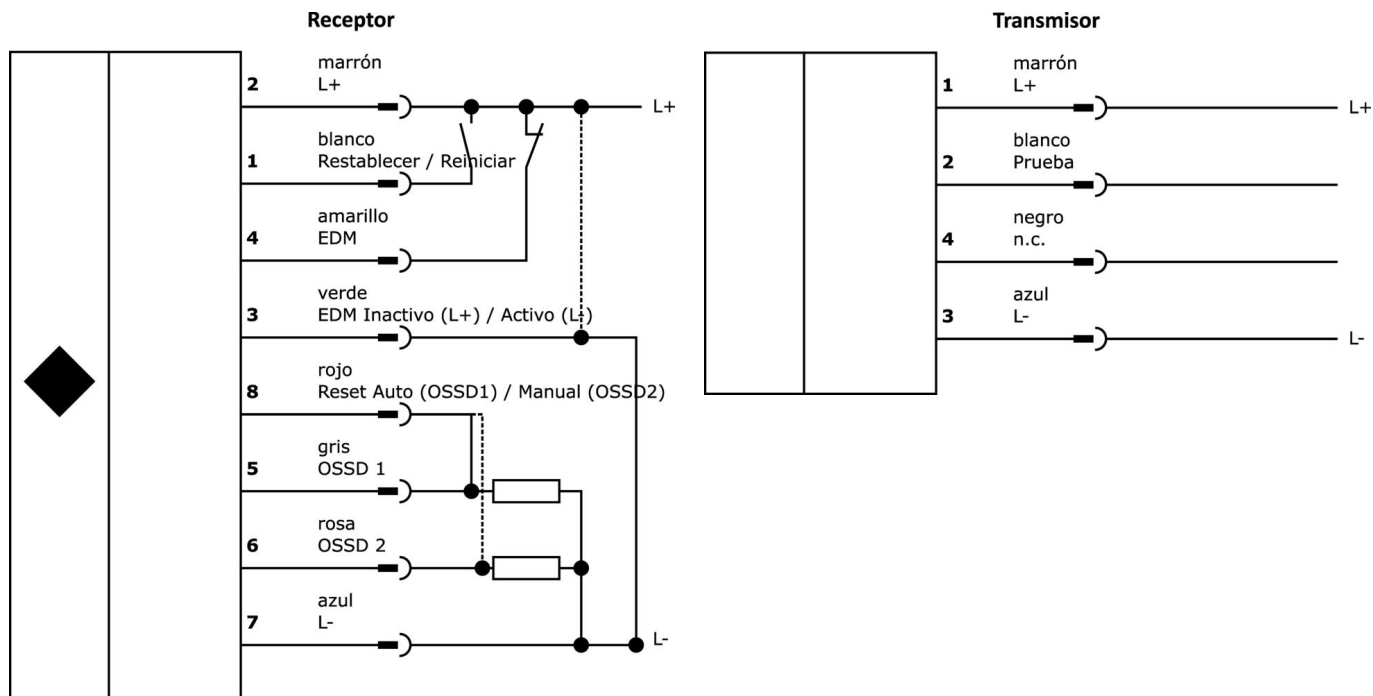 Receptor
2
marrón
L+
L+
1
blanco
Restablecer / Reiniciar
4
amarillo
EDM
3
verde
EDM Inactivo (L+) / Activo (L-)
8
rojo
Reset Auto (OSSD1) / Manual (OSSD2)
5
gris
OSSD 1
6
rosa
OSSD 2
7
azul
L-
L-
Transmisor
1
marrón
L+
L+
2
blanco
Prueba
4
negro
n.c.
3
azul
L-
L-